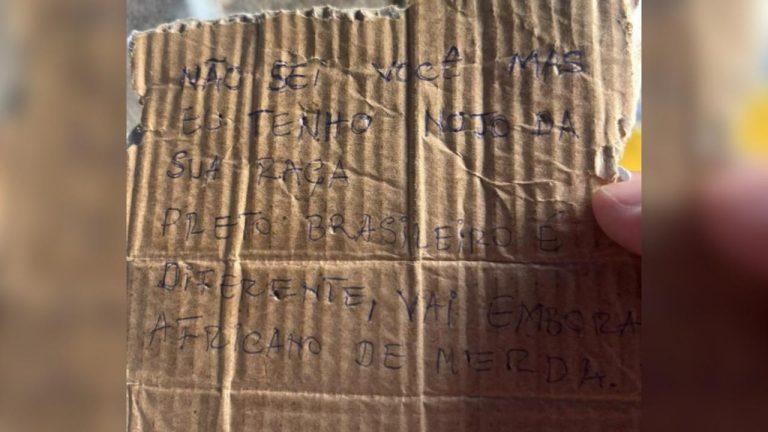 NÃO SEI VOCÊ MAS
EU TENHO NOJO DA
SUA RAÇA
PRETO BRASILEIRO É
DIFERENTE, VAI EMBORA
AFRICANO DE MERDA.